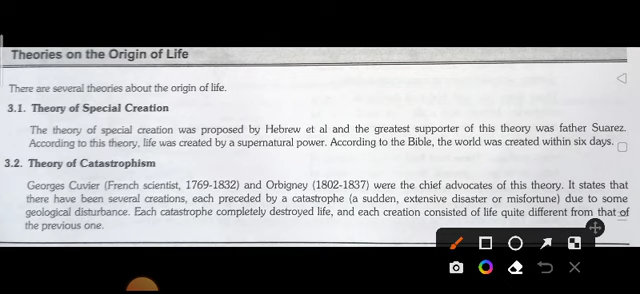 Theories on the Origin of Life
There are several theories about the origin of life.
3.1. Theory of Special Creation
The theory of special creation was proposed by Hebrew et al and the greatest supporter of this theory was father Suarez.
According to this theory, life was created by a supernatural power. According to the Bible, the world was created within six days.
3.2. Theory of Catastrophism
Georges Cuvier (French scientist, 1769-1832) and Orbigney (1802-1837) were the chief advocates of this theory. It states that
there have been several creations, each preceded by a catastrophe (a sudden, extensive disaster or misfortune) due to some
geological disturbance. Each catastrophe completely destroyed life, and each creation consisted of life quite different from that of
the previous one.